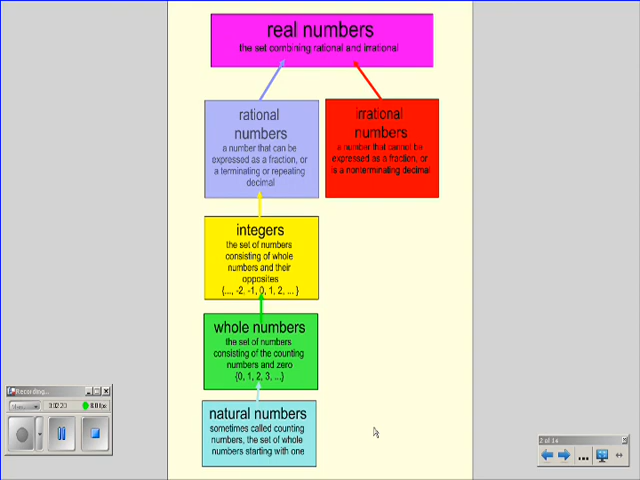 real numbers
the set combining rational and irrational
rational
numbers
a number that can be
expressed as a fraction, or
a terminating or repeating
decimal
irrational
numbers
a number that cannot be
expressed as a fraction, or
is a nonterminating decimal
integers
the set of numbers
consisting of whole
numbers and their
opposites
{..., -2, -1, 0, 1, 2, ... }
whole numbers
the set of numbers
consisting of the counting
numbers and zero
{0, 1, 2, 3, ...}
natural numbers
sometimes called counting
numbers, the set of whole
numbers starting with one
Recording...